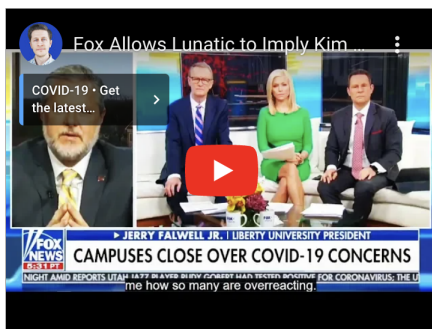 Fox Allows Lunatic to Imply Kim ...
COVID-19 • Get
the latest...
JERRY FALWELL JR. | LIBERTY UNIVERSITY PRESIDENT
FOX
NEWS
CAMPUSES CLOSE OVER COVID-19 CONCERNS
5:31 PT
NIGHT AMID REPORTS UTAH JAZZ PLAYER RUDY GOBERT HAD TESTED POSITIVE FOR CORONAVIRUS; THE U.
me how so many are overreacting.